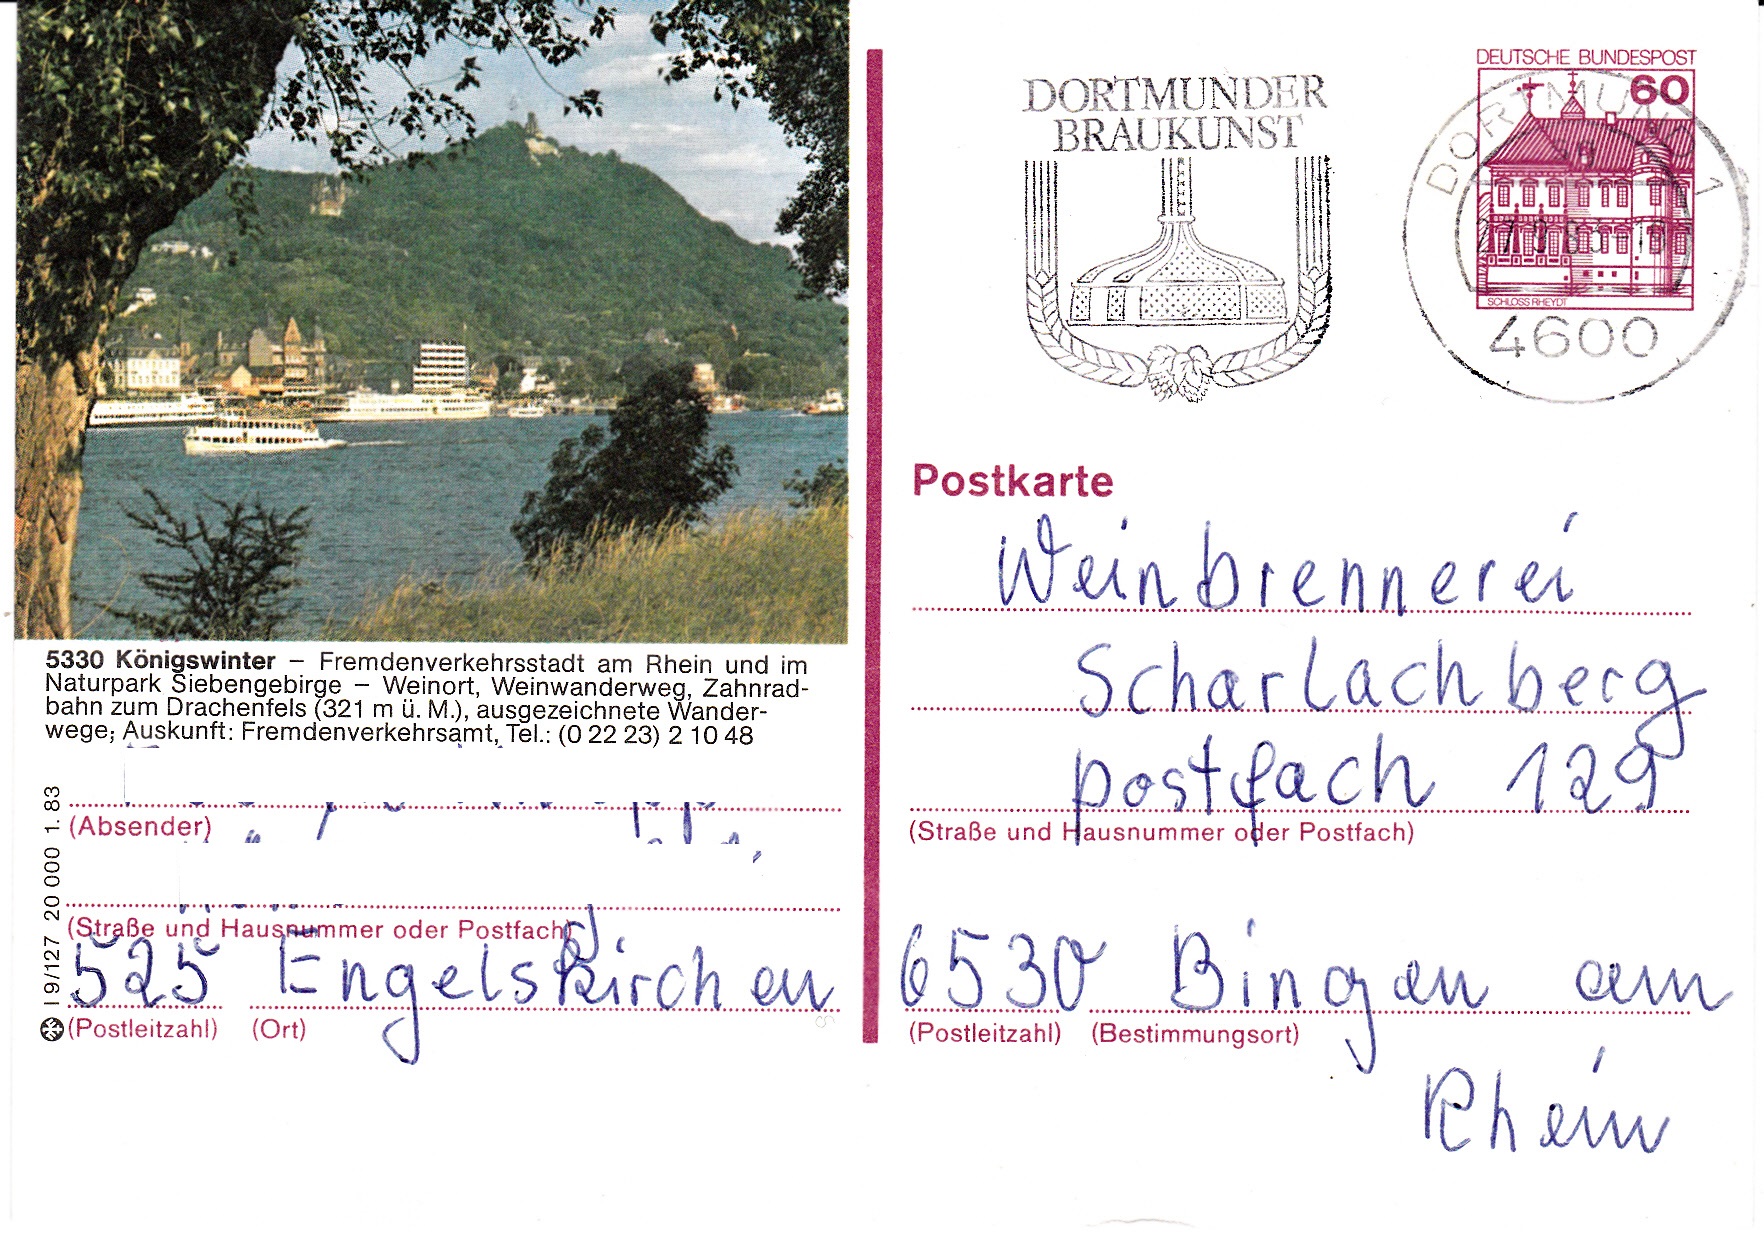 5330 Königswinter – Fremdenverkehrsstadt am Rhein und im
Naturpark Siebengebirge – Weinort, Weinwanderweg, Zahnrad-
bahn zum Drachenfels (321 m ü. M.), ausgezeichnete Wander-
wege; Auskunft: Fremdenverkehrsamt, Tel.: (0 22 23) 2 10 48
(Absender)
(Straße und Hausnummer oder Postfach)
525 Engelskirchen
(Postleitzahl) (Ort)
I 9/127 20 000 1. 83
DORTMUNDER
BRAUKUNST
DEUTSCHE BUNDESPOST
60
SCHLOSS RHEYDT
DORTMUND 1
4600
Postkarte
Weinbrennerei
Scharlachberg
postfach 129
(Straße und Hausnummer oder Postfach)
6530 Bingen am
(Postleitzahl) (Bestimmungsort)
Rhein